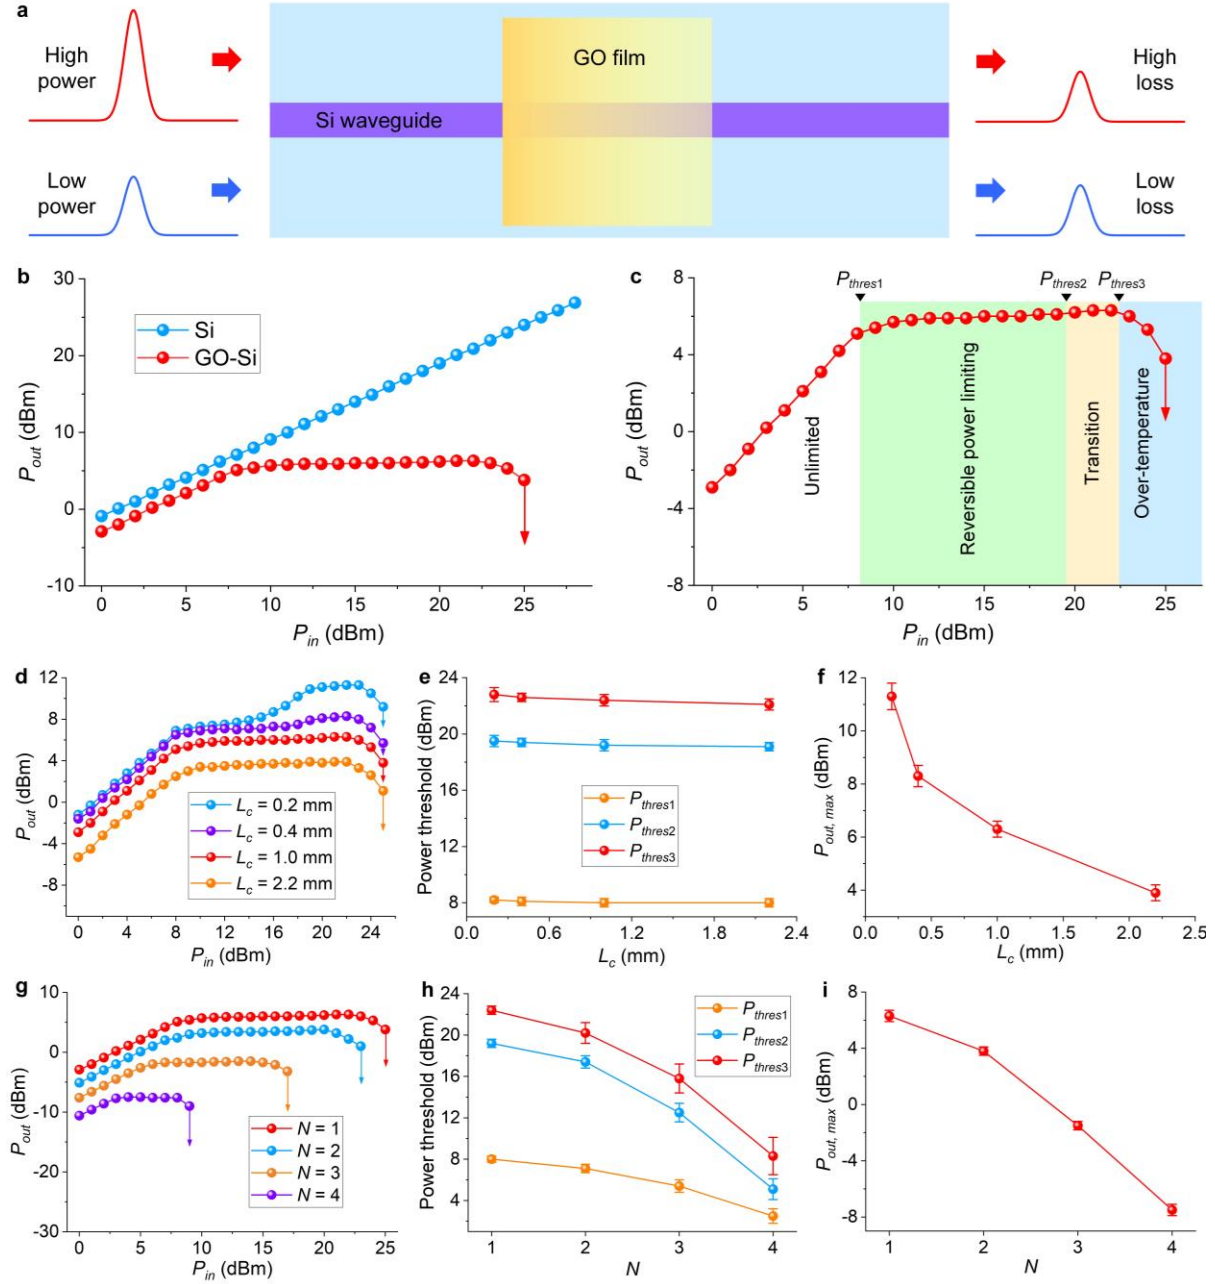 a
High power
Low power
Si waveguide
GO film
High loss
Low loss
b
30
20
10
0
-10
P_out (dBm)
Si
GO-Si
0 5 10 15 20 25
P_in (dBm)
c
8
4
0
-4
-8
P_out (dBm)
P_thres1
P_thres2
P_thres3
Unlimited
Reversible power limiting
Transition
Over-temperature
0 5 10 15 20 25
P_in (dBm)
d
12
8
4
0
-4
-8
P_out (dBm)
L_c = 0.2 mm
L_c = 0.4 mm
L_c = 1.0 mm
L_c = 2.2 mm
0 4 8 12 16 20 24
P_in (dBm)
e
24
20
16
12
8
Power threshold (dBm)
P_thres1
P_thres2
P_thres3
0.0 0.6 1.2 1.8 2.4
L_c (mm)
f
12
10
8
6
4
P_out, max (dBm)
0.0 0.5 1.0 1.5 2.0 2.5
L_c (mm)
g
10
0
-10
-20
-30
P_out (dBm)
N = 1
N = 2
N = 3
N = 4
0 5 10 15 20 25
P_in (dBm)
h
24
20
16
12
8
4
Power threshold (dBm)
P_thres1
P_thres2
P_thres3
1 2 3 4
N
i
8
4
0
-4
-8
P_out, max (dBm)
1 2 3 4
N